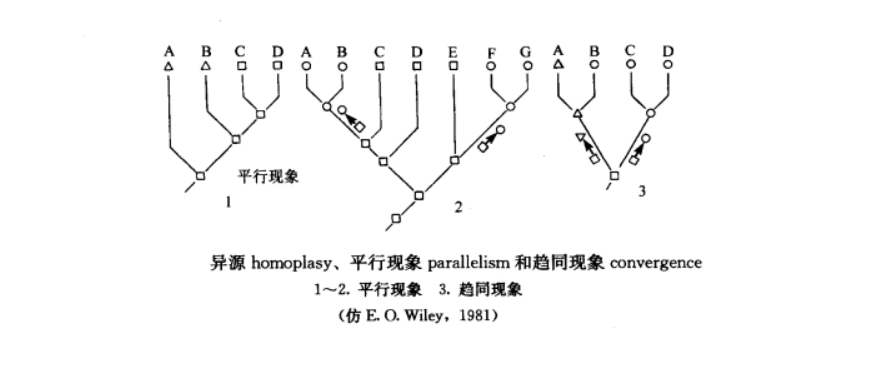 A B C D A B C D E F G A B C D
平行现象
1
2
3
异源 homoplasy、平行现象 parallelism 和趋同现象 convergence
1～2. 平行现象 3. 趋同现象
(仿 E. O. Wiley, 1981)